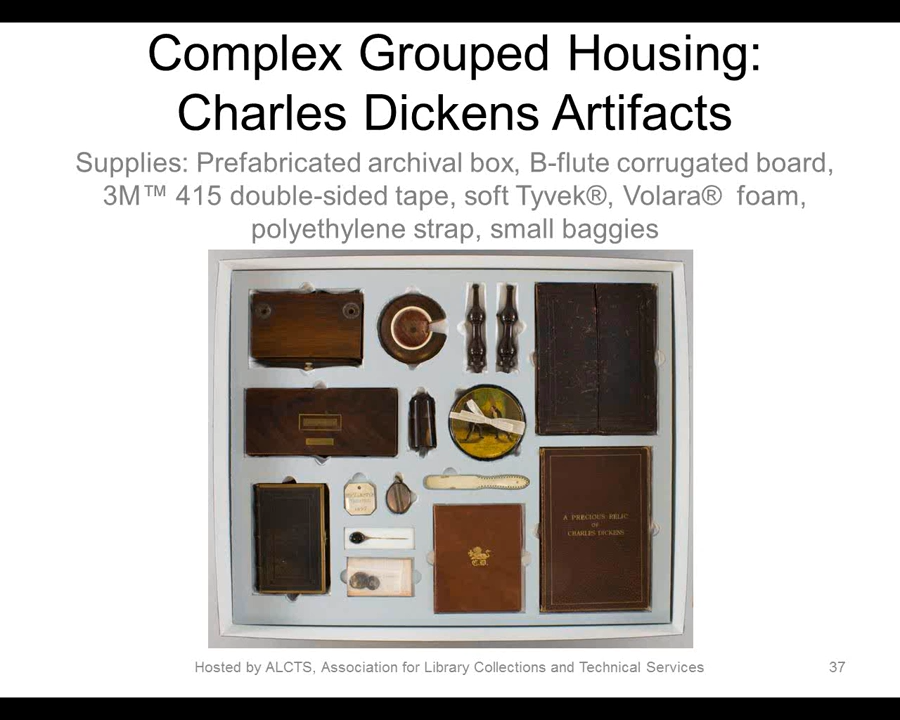 Complex Grouped Housing:
Charles Dickens Artifacts
Supplies: Prefabricated archival box, B-flute corrugated board,
3M™ 415 double-sided tape, soft Tyvek®, Volara® foam,
polyethylene strap, small baggies
A PRECIOUS RELIC
OF
CHARLES DICKENS
C.D.
Hosted by ALCTS, Association for Library Collections and Technical Services
37